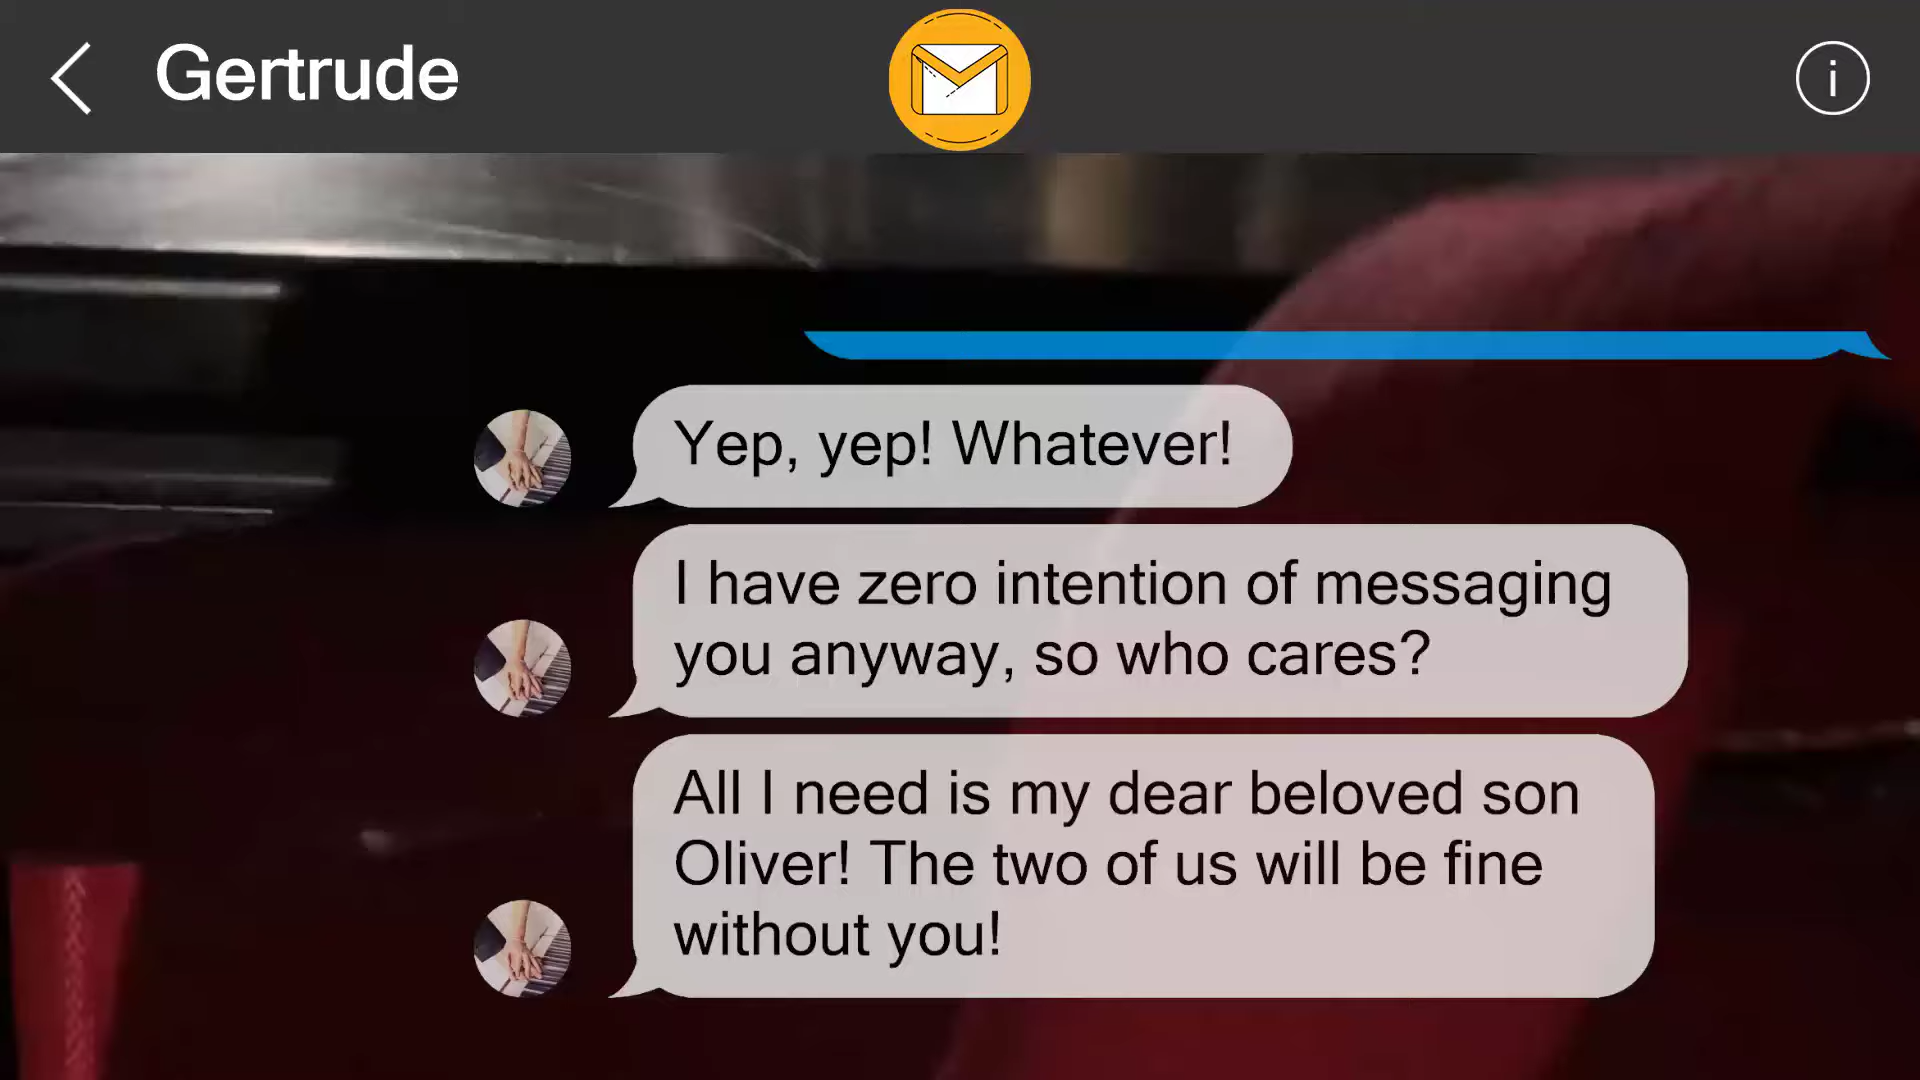 Gertrude
i
Yep, yep! Whatever!
I have zero intention of messaging
you anyway, so who cares?
All I need is my dear beloved son
Oliver! The two of us will be fine
without you!